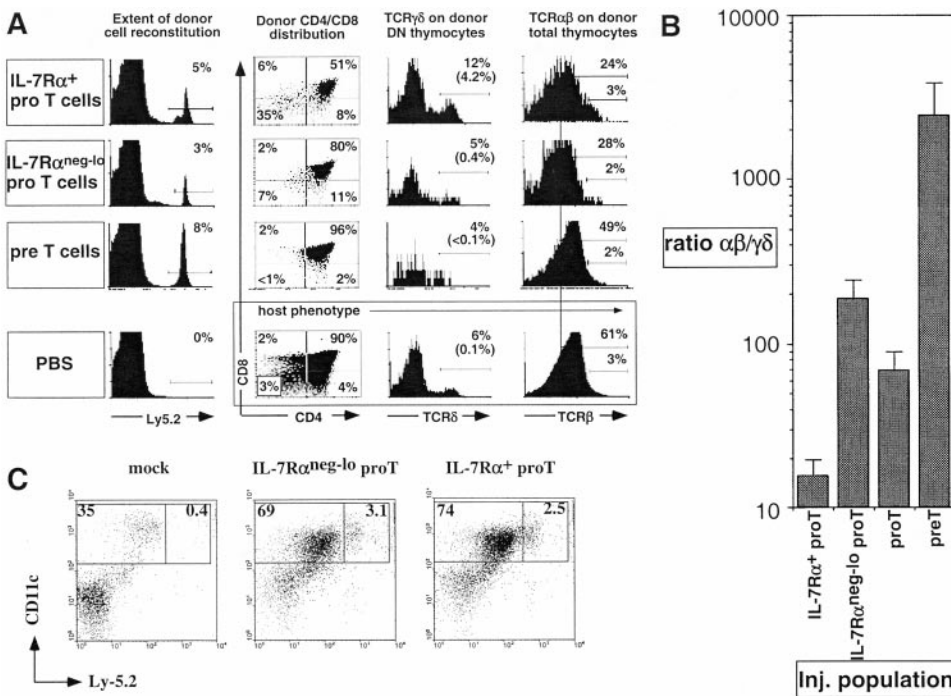 A
Extent of donor
cell reconstitution
Donor CD4/CD8
distribution
TCRγδ on donor
DN thymocytes
TCRαβ on donor
total thymocytes
IL-7Rα+
pro T cells
5%
6%
51%
35%
8%
12%
(4.2%)
24%
3%
IL-7Rαneg-lo
pro T cells
3%
2%
80%
7%
11%
5%
(0.4%)
28%
2%
pre T cells
8%
2%
96%
<1%
2%
4%
(<0.1%)
49%
2%
host phenotype
PBS
0%
2%
90%
3%
4%
6%
(0.1%)
61%
3%
CD8
Ly5.2
CD4
TCRδ
TCRβ
B
10000
1000
100
10
ratio αβ/γδ
IL-7Rα+ proT
IL-7Rαneg-lo proT
proT
preT
Inj. population
C
mock
IL-7Rαneg-lo proT
IL-7Rα+ proT
35
0.4
69
3.1
74
2.5
CD11c
Ly-5.2